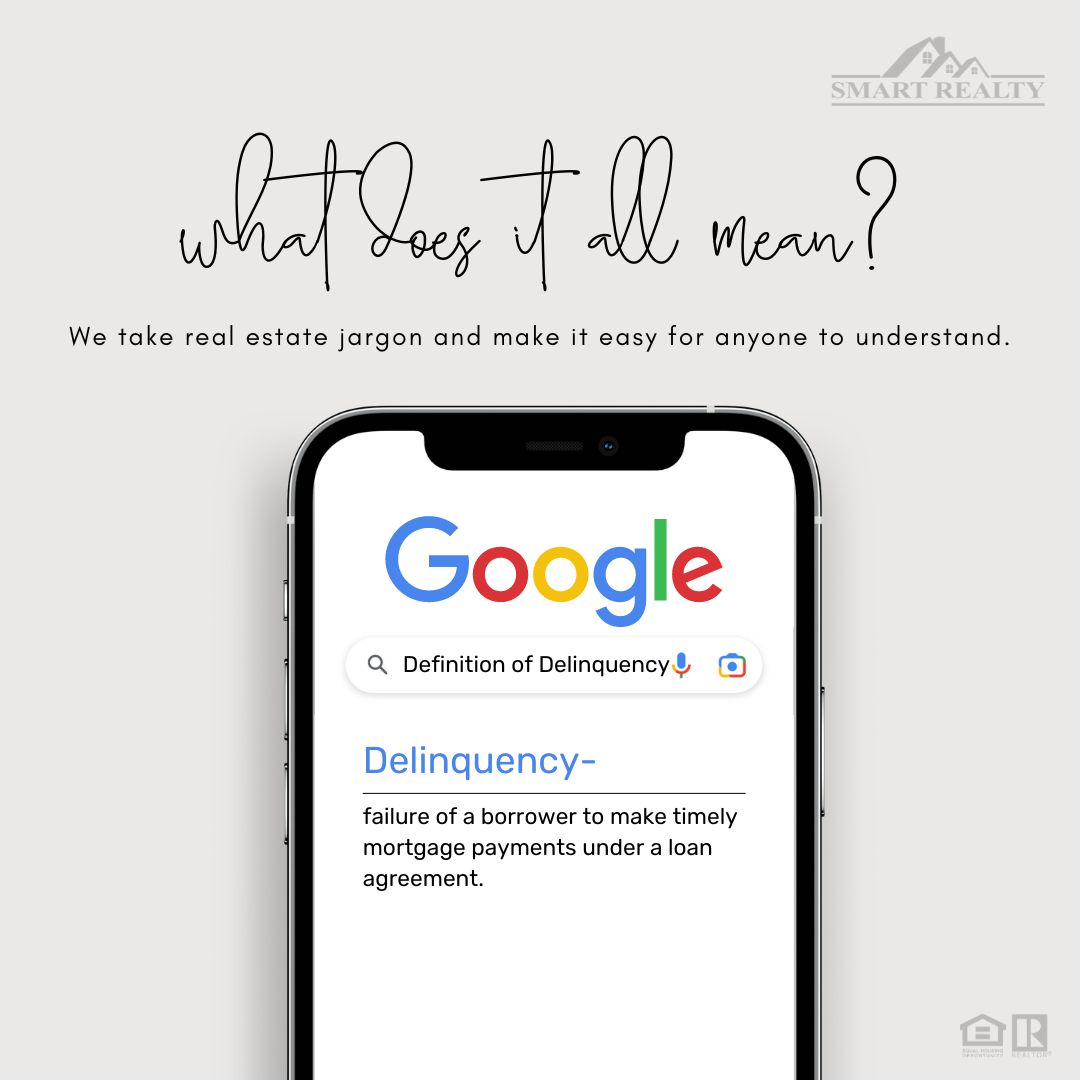 SMART REALTY
what does it all mean?
We take real estate jargon and make it easy for anyone to understand.
Google
Definition of Delinquency
Delinquency-
failure of a borrower to make timely
mortgage payments under a loan
agreement.
EQUAL HOUSING
OPPORTUNITY
R
REALTOR®